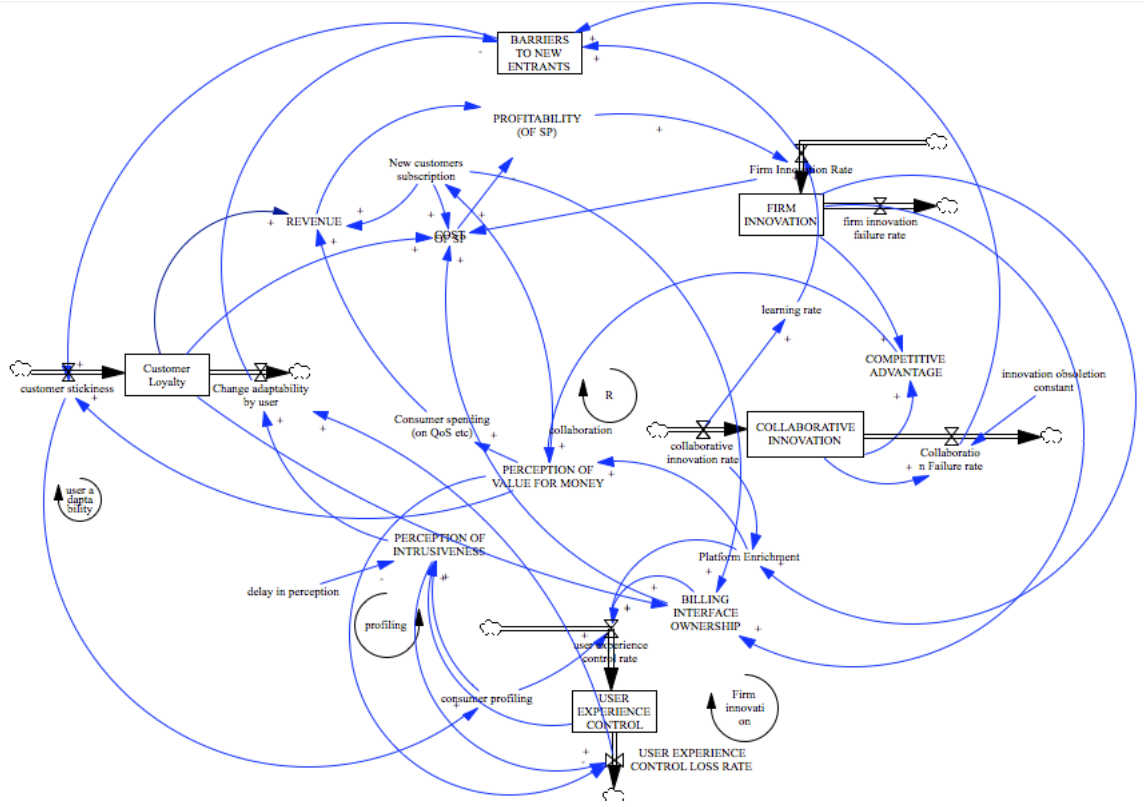 BARRIERS
TO NEW
ENTRANTS
PROFITABILITY
(OF SP)
New customers
subscription
Firm Innovation Rate
FIRM
INNOVATION
firm innovation
failure rate
REVENUE
COST
OF SP
learning rate
Customer
Loyalty
customer stickiness
Change adaptability
by user
COMPETITIVE
ADVANTAGE
innovation obsoletion
constant
R
collaboration
Consumer spending
(on QoS etc)
collaborative
innovation rate
COLLABORATIVE
INNOVATION
Collaboratio
n Failure rate
PERCEPTION OF
VALUE FOR MONEY
user a
dapta
bility
PERCEPTION OF
INTRUSIVENESS
Platform Enrichment
delay in perception
BILLING
INTERFACE
OWNERSHIP
profiling
user experience
control rate
consumer profiling
USER
EXPERIENCE
CONTROL
Firm
innovati
on
USER EXPERIENCE
CONTROL LOSS RATE